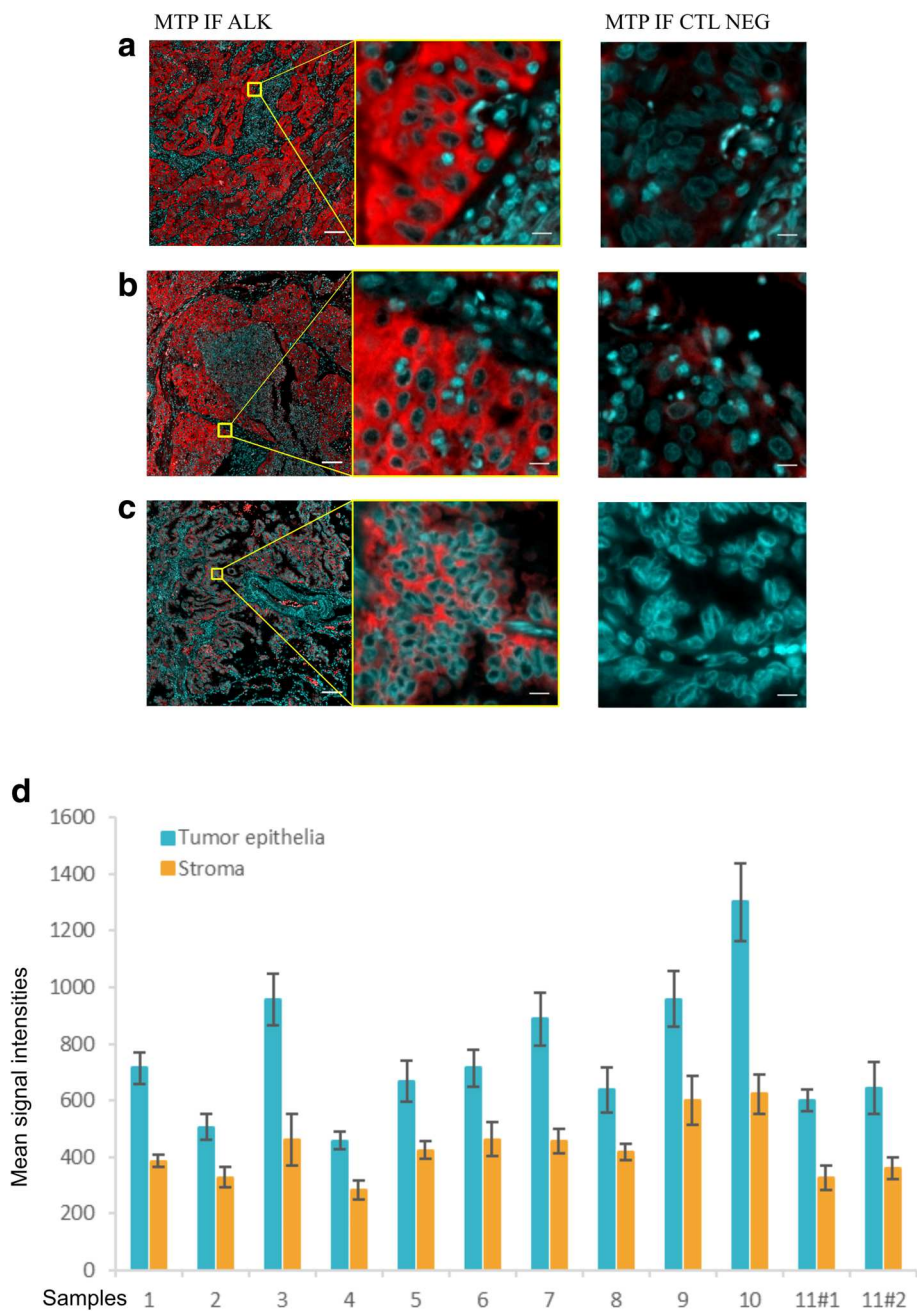 MTP IF ALK
MTP IF CTL NEG
a
b
c
d
1600
1400
1200
1000
800
600
400
200
0
Mean signal intensities
Tumor epithelia
Stroma
Samples 1 2 3 4 5 6 7 8 9 10 11#1 11#2